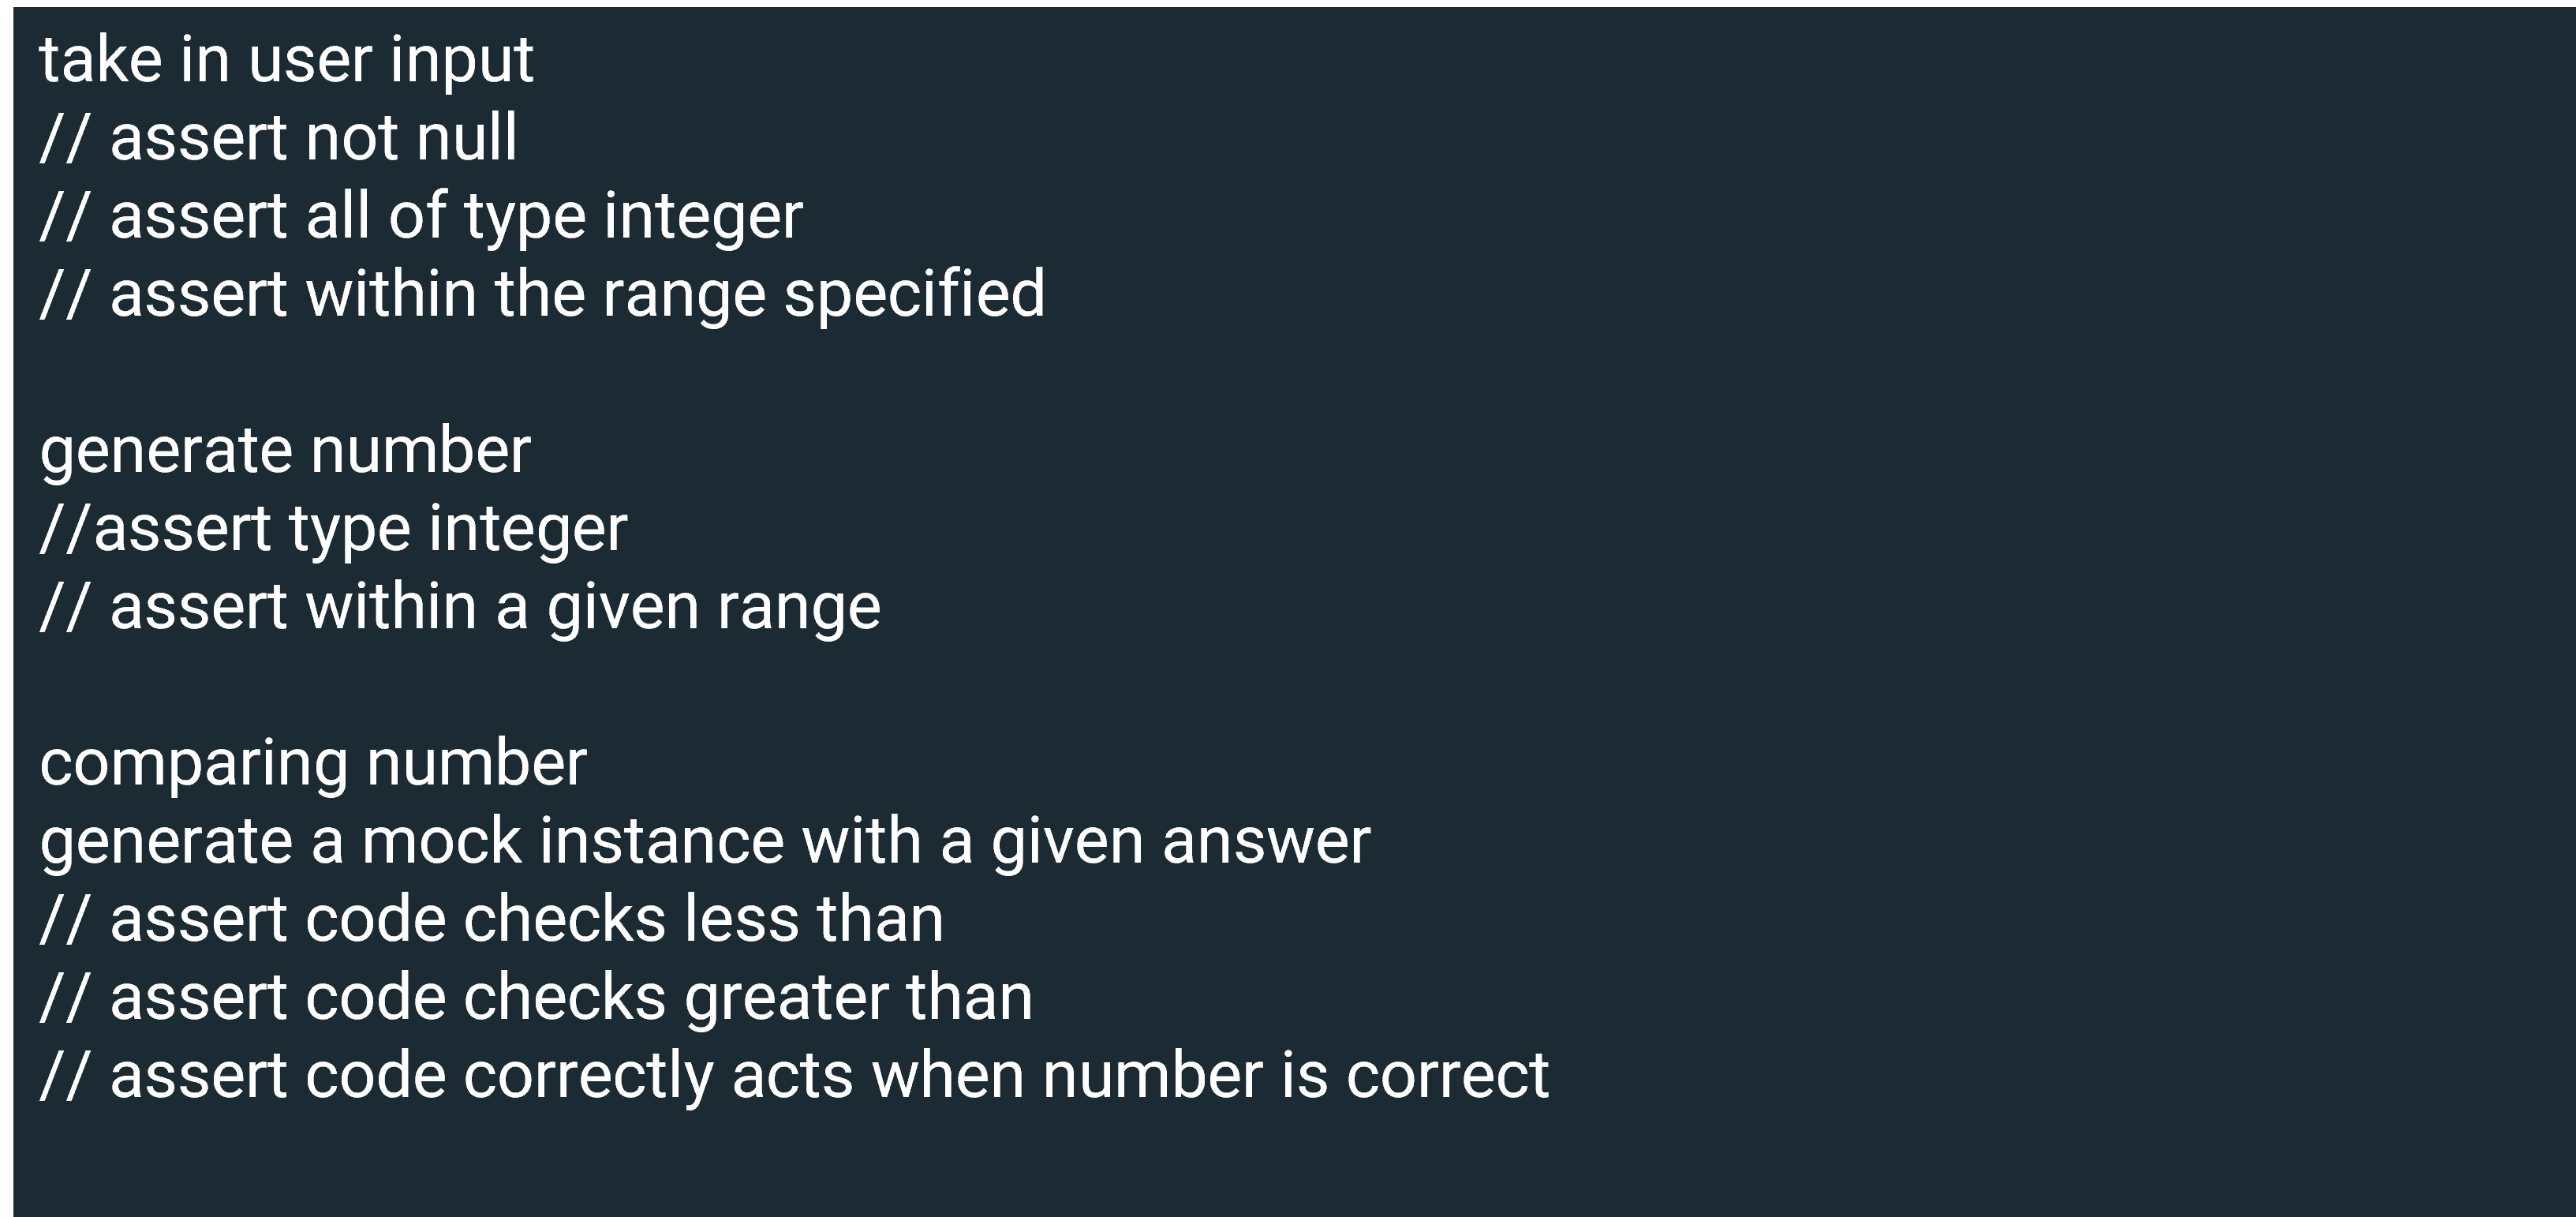 take in user input
// assert not null
// assert all of type integer
// assert within the range specified
generate number
//assert type integer
// assert within a given range
comparing number
generate a mock instance with a given answer
// assert code checks less than
// assert code checks greater than
// assert code correctly acts when number is correct